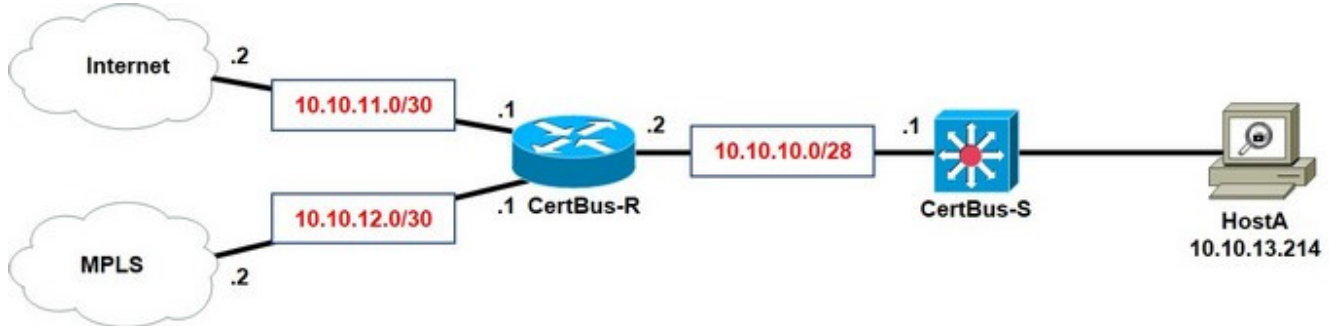 Internet
.2
10.10.11.0/30
.1
.2
10.10.10.0/28
.1
CertBus-R
CertBus-S
HostA
10.10.13.214
MPLS
.2
10.10.12.0/30
.1